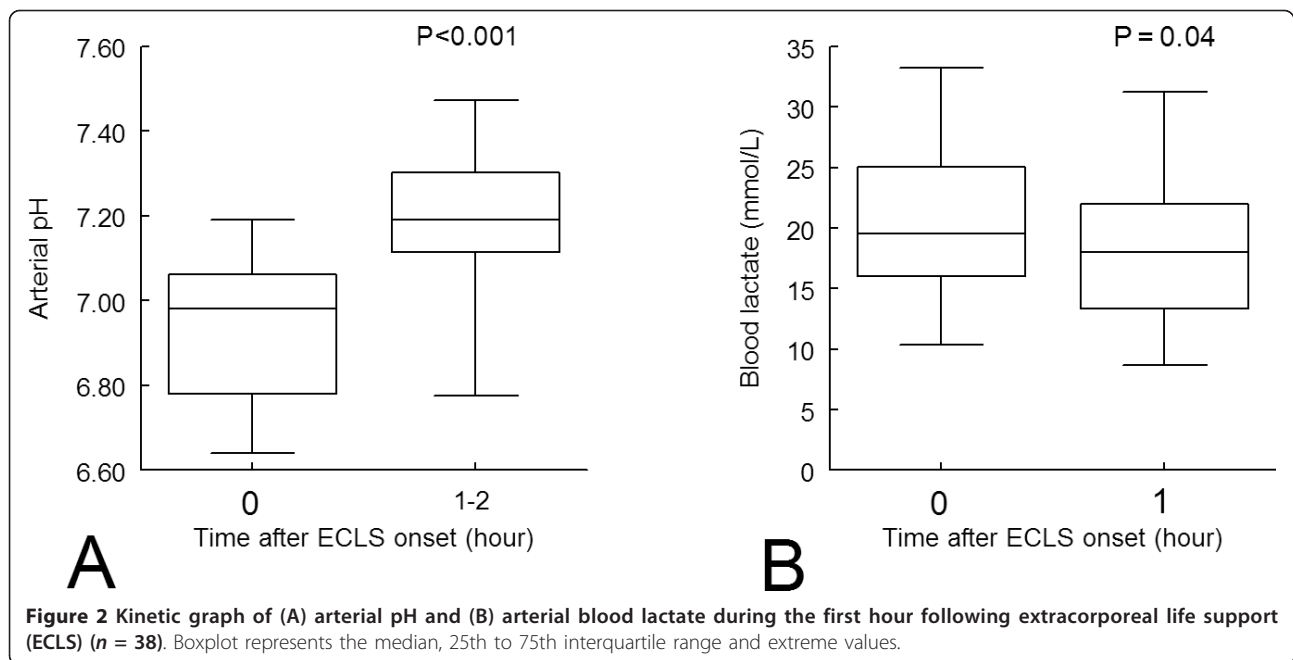 P<0.001
7.60
7.40
7.20
7.00
6.80
6.60
Arterial pH
0
1-2
Time after ECLS onset (hour)
A
P = 0.04
35
30
25
20
15
10
5
0
Blood lactate (mmol/L)
0
1
Time after ECLS onset (hour)
B
Figure 2 Kinetic graph of (A) arterial pH and (B) arterial blood lactate during the first hour following extracorporeal life support
(ECLS) (n = 38). Boxplot represents the median, 25th to 75th interquartile range and extreme values.